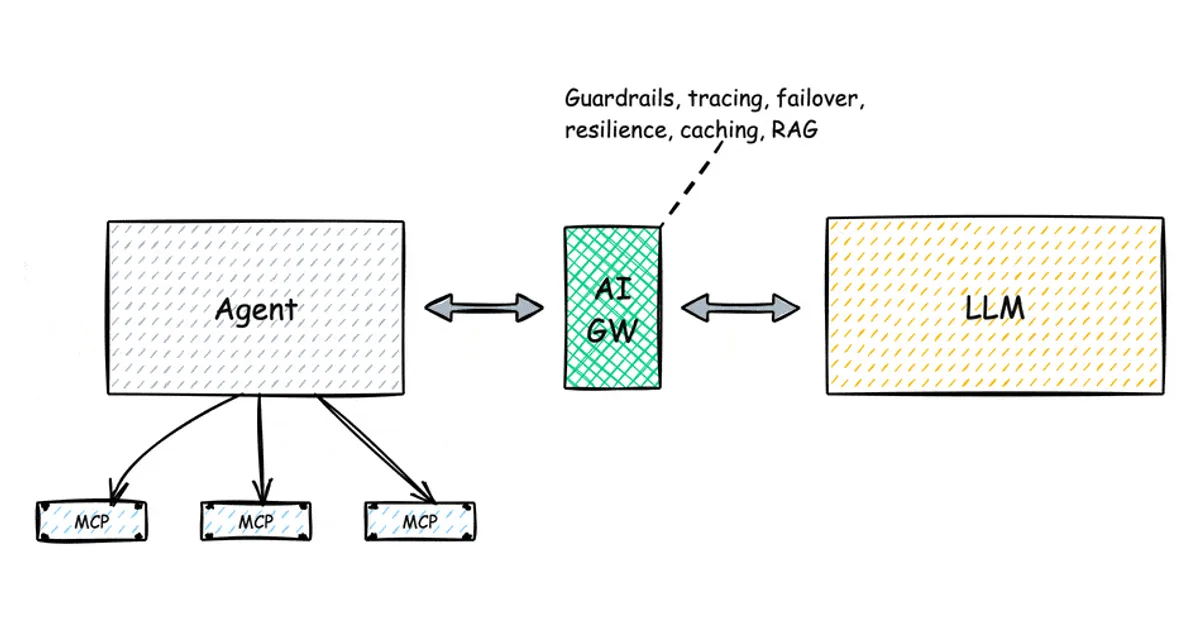 Guardrails, tracing, failover,
resilience, caching, RAG
Agent
AI
GW
LLM
MCP
MCP
MCP